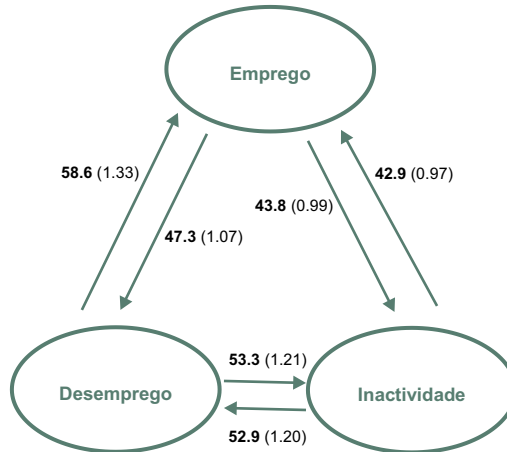 Emprego
58.6 (1.33)
42.9 (0.97)
43.8 (0.99)
47.3 (1.07)
53.3 (1.21)
Desemprego
Inactividade
52.9 (1.20)